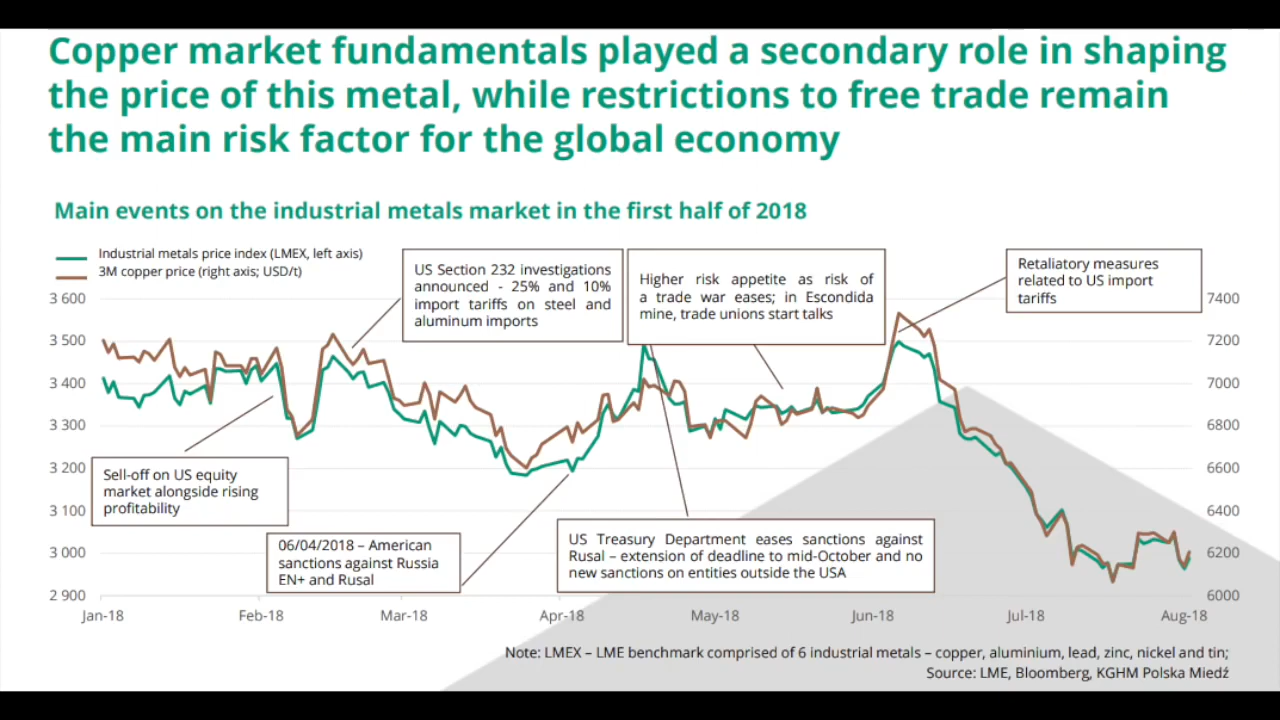 Copper market fundamentals played a secondary role in shaping
the price of this metal, while restrictions to free trade remain
the main risk factor for the global economy
Main events on the industrial metals market in the first half of 2018
Industrial metals price index (LMEX, left axis)
3M copper price (right axis; USD/t)
US Section 232 investigations
announced - 25% and 10%
import tariffs on steel and
aluminum imports
Higher risk appetite as risk of
a trade war eases; in Escondida
mine, trade unions start talks
Retaliatory measures
related to US import
tariffs
3 600
3 500
3 400
3 300
3 200
3 100
3 000
2 900
7400
7200
7000
6800
6600
6400
6200
6000
Sell-off on US equity
market alongside rising
profitability
06/04/2018 – American
sanctions against Russia
EN+ and Rusal
US Treasury Department eases sanctions against
Rusal – extension of deadline to mid-October and no
new sanctions on entities outside the USA
Jan-18 Feb-18 Mar-18 Apr-18 May-18 Jun-18 Jul-18 Aug-18
Note: LMEX – LME benchmark comprised of 6 industrial metals – copper, aluminium, lead, zinc, nickel and tin;
Source: LME, Bloomberg, KGHM Polska Miedź